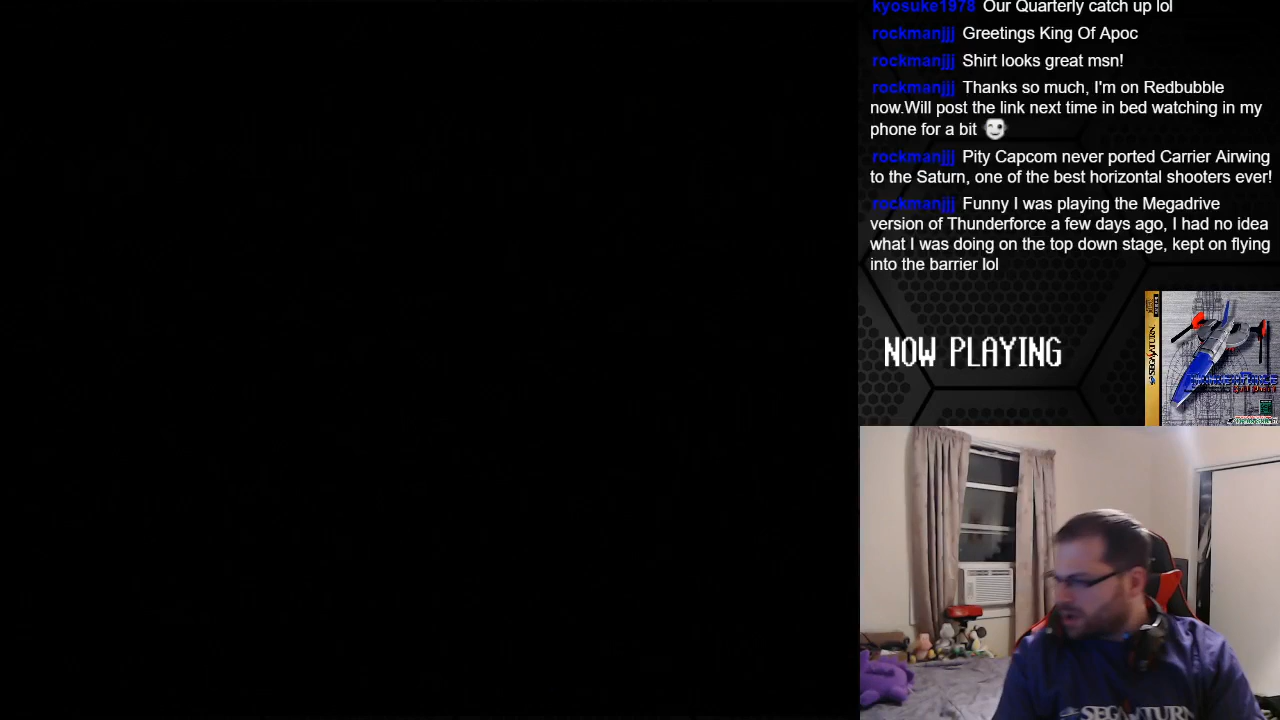 kyosuke1978 Our Quarterly catch up lol
rockmanjjj Greetings King Of Apoc
rockmanjjj Shirt looks great msn!
rockmanjjj Thanks so much, I'm on Redbubble
now.Will post the link next time in bed watching in my
phone for a bit
rockmanjjj Pity Capcom never ported Carrier Airwing
to the Saturn, one of the best horizontal shooters ever!
rockmanjjj Funny I was playing the Megadrive
version of Thunderforce a few days ago, I had no idea
what I was doing on the top down stage, kept on flying
into the barrier lol
NOW PLAYING
SEGA SATURN
SEGA SATURN